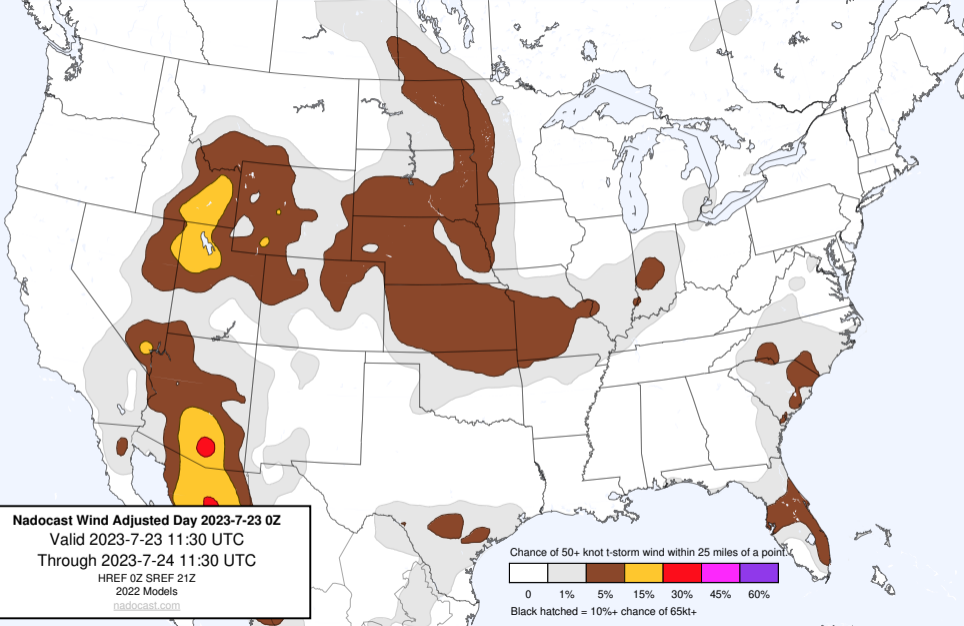 Nadocast Wind Adjusted Day 2023-7-23 0Z
Valid 2023-7-23 11:30 UTC
Through 2023-7-24 11:30 UTC
HREF 0Z SREF 21Z
2022 Models
nadocast.com
Chance of 50+ knot t-storm wind within 25 miles of a point.
0 1% 5% 15% 30% 45% 60%
Black hatched = 10%+ chance of 65kt+